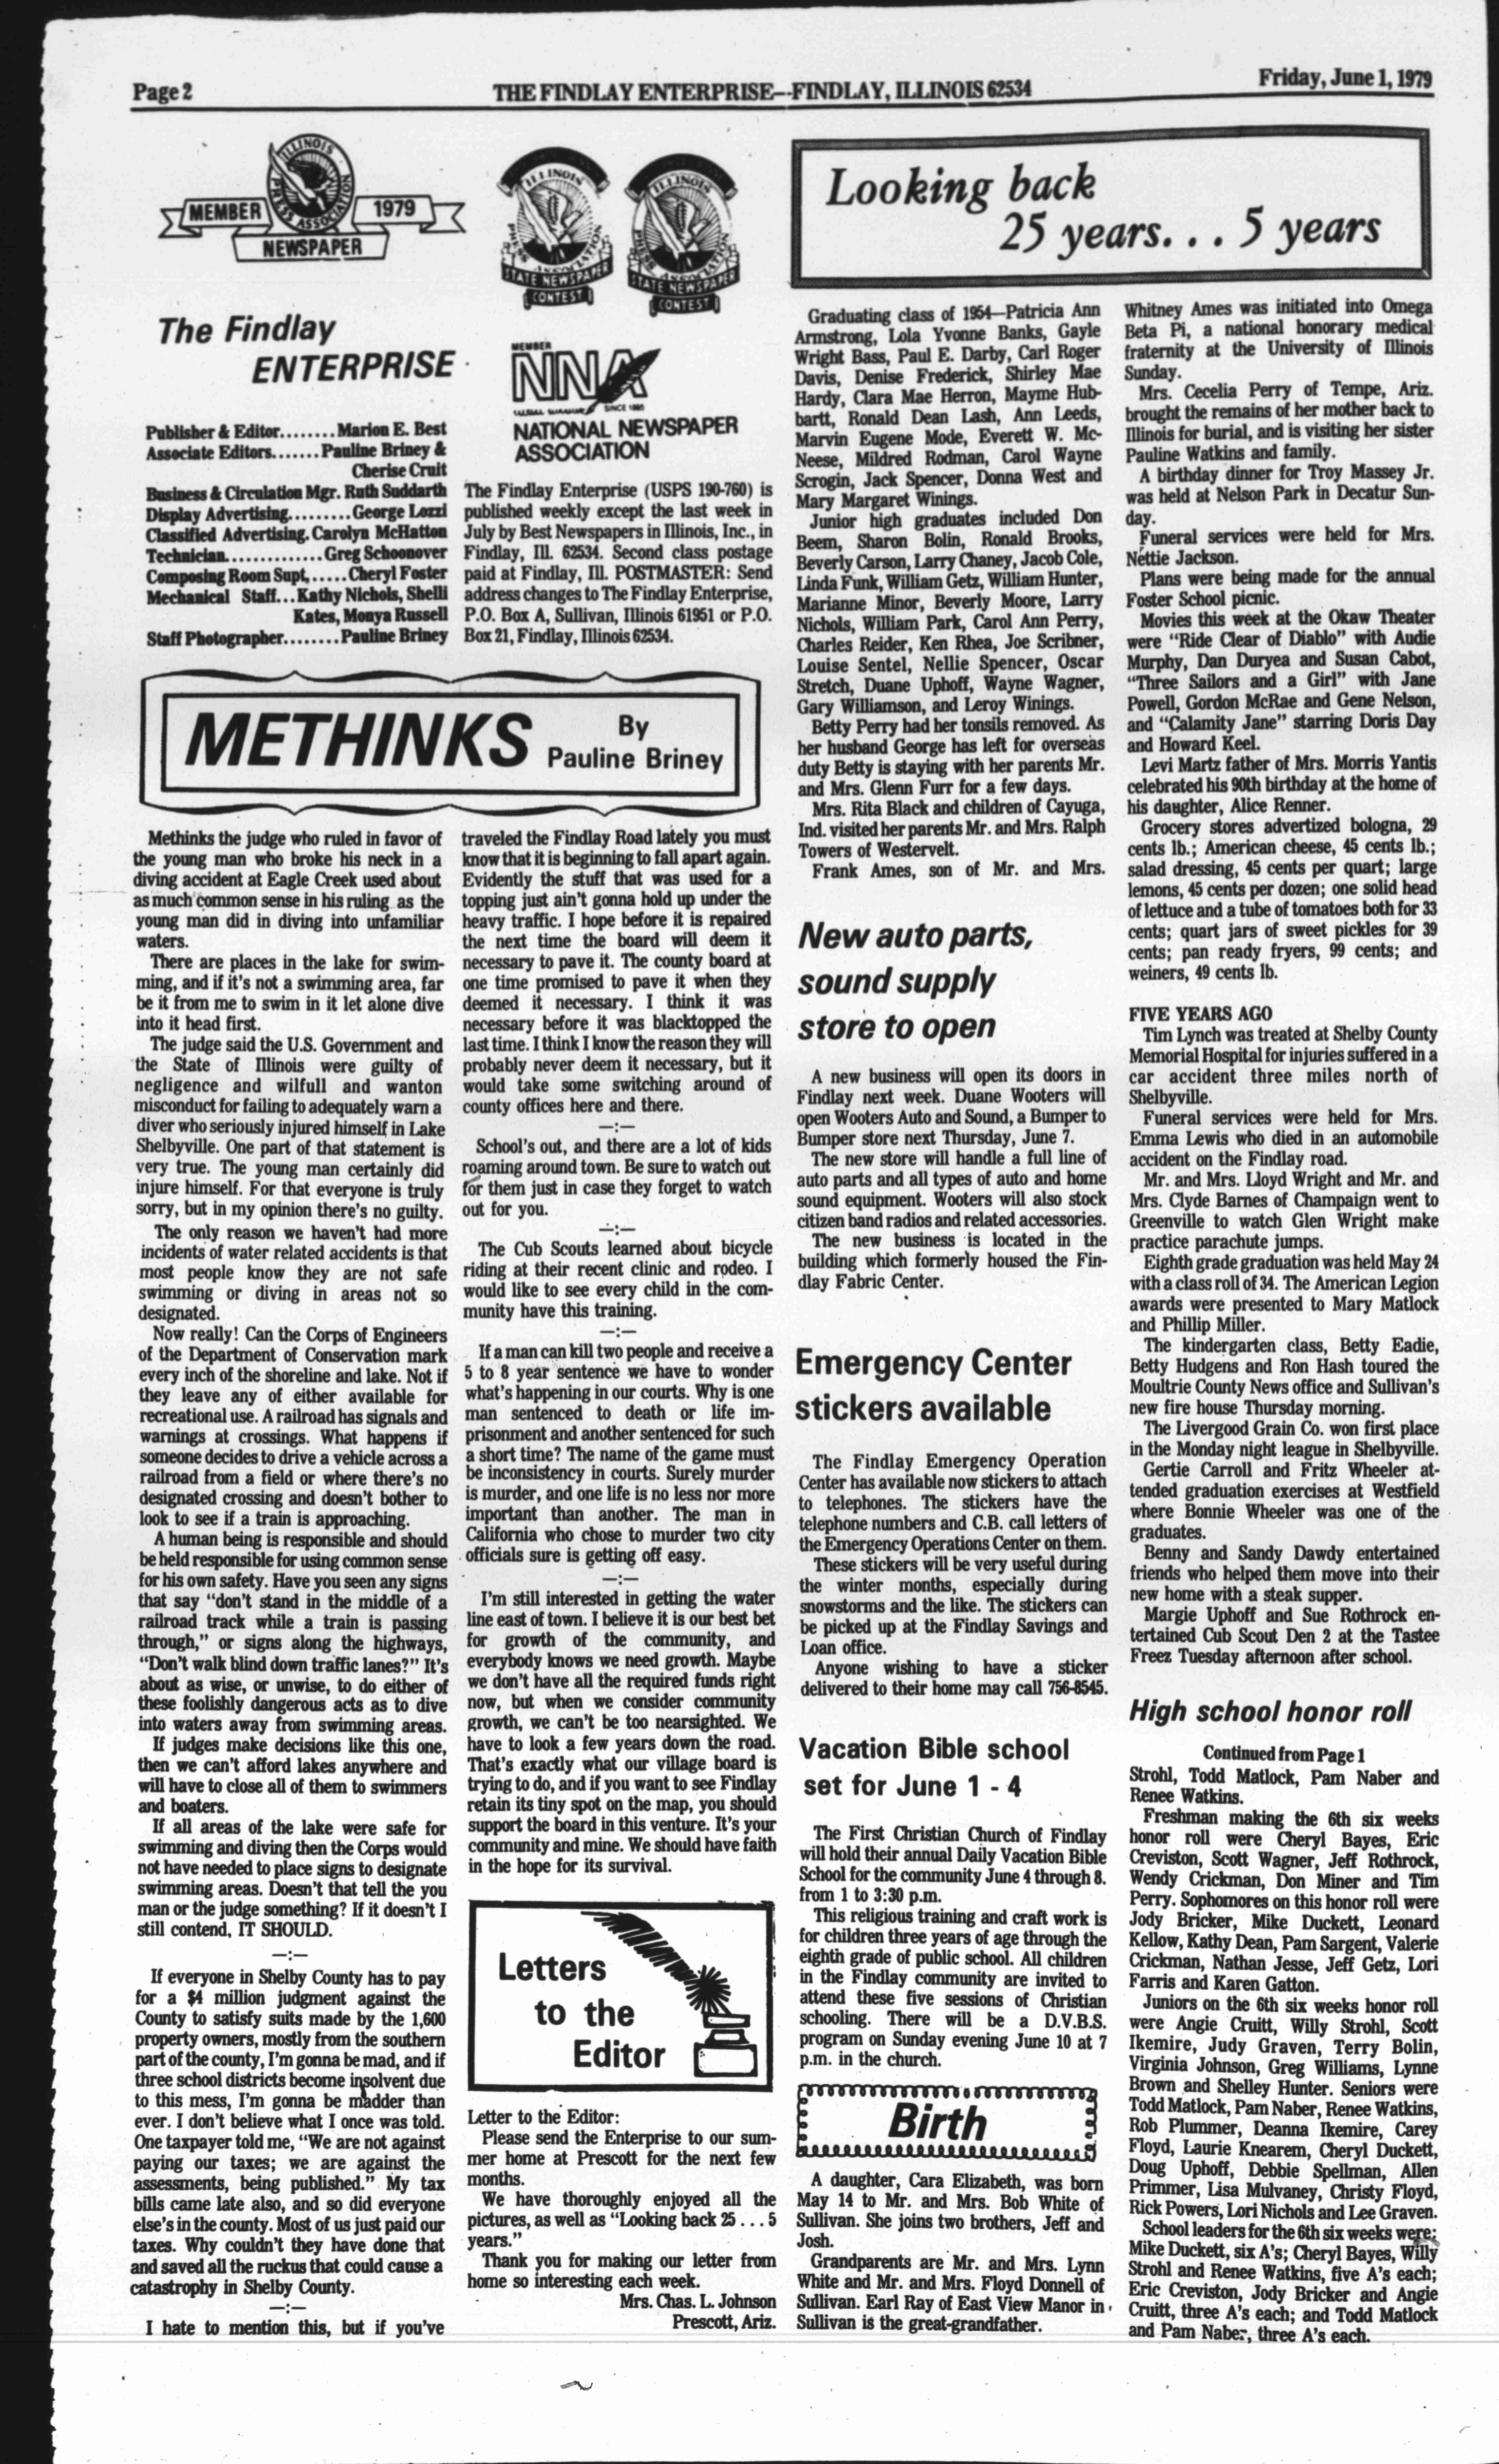 Page 2
THE FINDLAY ENTERPRISE--FINDLAY, ILLINOIS 62534
Friday, June 1, 1979
ILLINOIS
PRESS ASSOCIATION
MEMBER
1979
NEWSPAPER
ILLINOIS
PRESS ASSOCIATION
STATE NEWSPAPER
CONTEST
ILLINOIS
PRESS ASSOCIATION
STATE NEWSPAPER
CONTEST
The Findlay
ENTERPRISE
MEMBER
NNA
SINCE 1885
NATIONAL NEWSPAPER
ASSOCIATION
Publisher & Editor........Marion E. Best
Associate Editors.......Pauline Briney &
Cherise Cruit
Business & Circulation Mgr. Ruth Suddarth
Display Advertising.........George Lozzi
Classified Advertising. Carolyn McHatton
Technician.............Greg Schoonover
Composing Room Supt,.....Cheryl Foster
Mechanical Staff...Kathy Nichols, Shelli
Kates, Monya Russell
Staff Photographer........Pauline Briney
The Findlay Enterprise (USPS 190-760) is
published weekly except the last week in
July by Best Newspapers in Illinois, Inc., in
Findlay, Ill. 62534. Second class postage
paid at Findlay, Ill. POSTMASTER: Send
address changes to The Findlay Enterprise,
P.O. Box A, Sullivan, Illinois 61951 or P.O.
Box 21, Findlay, Illinois 62534.
METHINKS
By
Pauline Briney
Methinks the judge who ruled in favor of
the young man who broke his neck in a
diving accident at Eagle Creek used about
as much common sense in his ruling as the
young man did in diving into unfamiliar
waters.
There are places in the lake for swim-
ming, and if it's not a swimming area, far
be it from me to swim in it let alone dive
into it head first.
The judge said the U.S. Government and
the State of Illinois were guilty of
negligence and wilfull and wanton
misconduct for failing to adequately warn a
diver who seriously injured himself in Lake
Shelbyville. One part of that statement is
very true. The young man certainly did
injure himself. For that everyone is truly
sorry, but in my opinion there's no guilty.
The only reason we haven't had more
incidents of water related accidents is that
most people know they are not safe
swimming or diving in areas not so
designated.
Now really! Can the Corps of Engineers
of the Department of Conservation mark
every inch of the shoreline and lake. Not if
they leave any of either available for
recreational use. A railroad has signals and
warnings at crossings. What happens if
someone decides to drive a vehicle across a
railroad from a field or where there's no
designated crossing and doesn't bother to
look to see if a train is approaching.
A human being is responsible and should
be held responsible for using common sense
for his own safety. Have you seen any signs
that say "don't stand in the middle of a
railroad track while a train is passing
through," or signs along the highways,
"Don't walk blind down traffic lanes?" It's
about as wise, or unwise, to do either of
these foolishly dangerous acts as to dive
into waters away from swimming areas.
If judges make decisions like this one,
then we can't afford lakes anywhere and
will have to close all of them to swimmers
and boaters.
If all areas of the lake were safe for
swimming and diving then the Corps would
not have needed to place signs to designate
swimming areas. Doesn't that tell the you
man or the judge something? If it doesn't I
still contend, IT SHOULD.
—:—
If everyone in Shelby County has to pay
for a $4 million judgment against the
County to satisfy suits made by the 1,600
property owners, mostly from the southern
part of the county, I'm gonna be mad, and if
three school districts become insolvent due
to this mess, I'm gonna be madder than
ever. I don't believe what I once was told.
One taxpayer told me, "We are not against
paying our taxes; we are against the
assessments, being published." My tax
bills came late also, and so did everyone
else's in the county. Most of us just paid our
taxes. Why couldn't they have done that
and saved all the ruckus that could cause a
catastrophy in Shelby County.
—:—
I hate to mention this, but if you've
traveled the Findlay Road lately you must
know that it is beginning to fall apart again.
Evidently the stuff that was used for a
topping just ain't gonna hold up under the
heavy traffic. I hope before it is repaired
the next time the board will deem it
necessary to pave it. The county board at
one time promised to pave it when they
deemed it necessary. I think it was
necessary before it was blacktopped the
last time. I think I know the reason they will
probably never deem it necessary, but it
would take some switching around of
county offices here and there.
—:—
School's out, and there are a lot of kids
roaming around town. Be sure to watch out
for them just in case they forget to watch
out for you.
—:—
The Cub Scouts learned about bicycle
riding at their recent clinic and rodeo. I
would like to see every child in the com-
munity have this training.
—:—
If a man can kill two people and receive a
5 to 8 year sentence we have to wonder
what's happening in our courts. Why is one
man sentenced to death or life im-
prisonment and another sentenced for such
a short time? The name of the game must
be inconsistency in courts. Surely murder
is murder, and one life is no less nor more
important than another. The man in
California who chose to murder two city
officials sure is getting off easy.
—:—
I'm still interested in getting the water
line east of town. I believe it is our best bet
for growth of the community, and
everybody knows we need growth. Maybe
we don't have all the required funds right
now, but when we consider community
growth, we can't be too nearsighted. We
have to look a few years down the road.
That's exactly what our village board is
trying to do, and if you want to see Findlay
retain its tiny spot on the map, you should
support the board in this venture. It's your
community and mine. We should have faith
in the hope for its survival.
Letters
to the
Editor
Letter to the Editor:
Please send the Enterprise to our sum-
mer home at Prescott for the next few
months.
We have thoroughly enjoyed all the
pictures, as well as "Looking back 25 . . . 5
years."
Thank you for making our letter from
home so interesting each week.
Mrs. Chas. L. Johnson
Prescott, Ariz.
Looking back
25 years. . . 5 years
Graduating class of 1954—Patricia Ann
Armstrong, Lola Yvonne Banks, Gayle
Wright Bass, Paul E. Darby, Carl Roger
Davis, Denise Frederick, Shirley Mae
Hardy, Clara Mae Herron, Mayme Hub-
bartt, Ronald Dean Lash, Ann Leeds,
Marvin Eugene Mode, Everett W. Mc-
Neese, Mildred Rodman, Carol Wayne
Scrogin, Jack Spencer, Donna West and
Mary Margaret Winings.
Junior high graduates included Don
Beem, Sharon Bolin, Ronald Brooks,
Beverly Carson, Larry Chaney, Jacob Cole,
Linda Funk, William Getz, William Hunter,
Marianne Minor, Beverly Moore, Larry
Nichols, William Park, Carol Ann Perry,
Charles Reider, Ken Rhea, Joe Scribner,
Louise Sentel, Nellie Spencer, Oscar
Stretch, Duane Uphoff, Wayne Wagner,
Gary Williamson, and Leroy Winings.
Betty Perry had her tonsils removed. As
her husband George has left for overseas
duty Betty is staying with her parents Mr.
and Mrs. Glenn Furr for a few days.
Mrs. Rita Black and children of Cayuga,
Ind. visited her parents Mr. and Mrs. Ralph
Towers of Westervelt.
Frank Ames, son of Mr. and Mrs.
Whitney Ames was initiated into Omega
Beta Pi, a national honorary medical
fraternity at the University of Illinois
Sunday.
Mrs. Cecelia Perry of Tempe, Ariz.
brought the remains of her mother back to
Illinois for burial, and is visiting her sister
Pauline Watkins and family.
A birthday dinner for Troy Massey Jr.
was held at Nelson Park in Decatur Sun-
day.
Funeral services were held for Mrs.
Nettie Jackson.
Plans were being made for the annual
Foster School picnic.
Movies this week at the Okaw Theater
were "Ride Clear of Diablo" with Audie
Murphy, Dan Duryea and Susan Cabot,
"Three Sailors and a Girl" with Jane
Powell, Gordon McRae and Gene Nelson,
and "Calamity Jane" starring Doris Day
and Howard Keel.
Levi Martz father of Mrs. Morris Yantis
celebrated his 90th birthday at the home of
his daughter, Alice Renner.
Grocery stores advertized bologna, 29
cents lb.; American cheese, 45 cents lb.;
salad dressing, 45 cents per quart; large
lemons, 45 cents per dozen; one solid head
of lettuce and a tube of tomatoes both for 33
cents; quart jars of sweet pickles for 39
cents; pan ready fryers, 99 cents; and
weiners, 49 cents lb.
FIVE YEARS AGO
Tim Lynch was treated at Shelby County
Memorial Hospital for injuries suffered in a
car accident three miles north of
Shelbyville.
Funeral services were held for Mrs.
Emma Lewis who died in an automobile
accident on the Findlay road.
Mr. and Mrs. Lloyd Wright and Mr. and
Mrs. Clyde Barnes of Champaign went to
Greenville to watch Glen Wright make
practice parachute jumps.
Eighth grade graduation was held May 24
with a class roll of 34. The American Legion
awards were presented to Mary Matlock
and Phillip Miller.
The kindergarten class, Betty Eadie,
Betty Hudgens and Ron Hash toured the
Moultrie County News office and Sullivan's
new fire house Thursday morning.
The Livergood Grain Co. won first place
in the Monday night league in Shelbyville.
Gertie Carroll and Fritz Wheeler at-
tended graduation exercises at Westfield
where Bonnie Wheeler was one of the
graduates.
Benny and Sandy Dawdy entertained
friends who helped them move into their
new home with a steak supper.
Margie Uphoff and Sue Rothrock en-
tertained Cub Scout Den 2 at the Tastee
Freez Tuesday afternoon after school.
New auto parts,
sound supply
store to open
A new business will open its doors in
Findlay next week. Duane Wooters will
open Wooters Auto and Sound, a Bumper to
Bumper store next Thursday, June 7.
The new store will handle a full line of
auto parts and all types of auto and home
sound equipment. Wooters will also stock
citizen band radios and related accessories.
The new business is located in the
building which formerly housed the Fin-
dlay Fabric Center.
Emergency Center
stickers available
The Findlay Emergency Operation
Center has available now stickers to attach
to telephones. The stickers have the
telephone numbers and C.B. call letters of
the Emergency Operations Center on them.
These stickers will be very useful during
the winter months, especially during
snowstorms and the like. The stickers can
be picked up at the Findlay Savings and
Loan office.
Anyone wishing to have a sticker
delivered to their home may call 756-8545.
Vacation Bible school
set for June 1 - 4
The First Christian Church of Findlay
will hold their annual Daily Vacation Bible
School for the community June 4 through 8.
from 1 to 3:30 p.m.
This religious training and craft work is
for children three years of age through the
eighth grade of public school. All children
in the Findlay community are invited to
attend these five sessions of Christian
schooling. There will be a D.V.B.S.
program on Sunday evening June 10 at 7
p.m. in the church.
Birth
A daughter, Cara Elizabeth, was born
May 14 to Mr. and Mrs. Bob White of
Sullivan. She joins two brothers, Jeff and
Josh.
Grandparents are Mr. and Mrs. Lynn
White and Mr. and Mrs. Floyd Donnell of
Sullivan. Earl Ray of East View Manor in
Sullivan is the great-grandfather.
High school honor roll
Continued from Page 1
Strohl, Todd Matlock, Pam Naber and
Renee Watkins.
Freshman making the 6th six weeks
honor roll were Cheryl Bayes, Eric
Creviston, Scott Wagner, Jeff Rothrock,
Wendy Crickman, Don Miner and Tim
Perry. Sophomores on this honor roll were
Jody Bricker, Mike Duckett, Leonard
Kellow, Kathy Dean, Pam Sargent, Valerie
Crickman, Nathan Jesse, Jeff Getz, Lori
Farris and Karen Gatton.
Juniors on the 6th six weeks honor roll
were Angie Cruitt, Willy Strohl, Scott
Ikemire, Judy Graven, Terry Bolin,
Virginia Johnson, Greg Williams, Lynne
Brown and Shelley Hunter. Seniors were
Todd Matlock, Pam Naber, Renee Watkins,
Rob Plummer, Deanna Ikemire, Carey
Floyd, Laurie Knearem, Cheryl Duckett,
Doug Uphoff, Debbie Spellman, Allen
Primmer, Lisa Mulvaney, Christy Floyd,
Rick Powers, Lori Nichols and Lee Graven.
School leaders for the 6th six weeks were;
Mike Duckett, six A's; Cheryl Bayes, Willy
Strohl and Renee Watkins, five A's each;
Eric Creviston, Jody Bricker and Angie
Cruitt, three A's each; and Todd Matlock
and Pam Naber, three A's each.